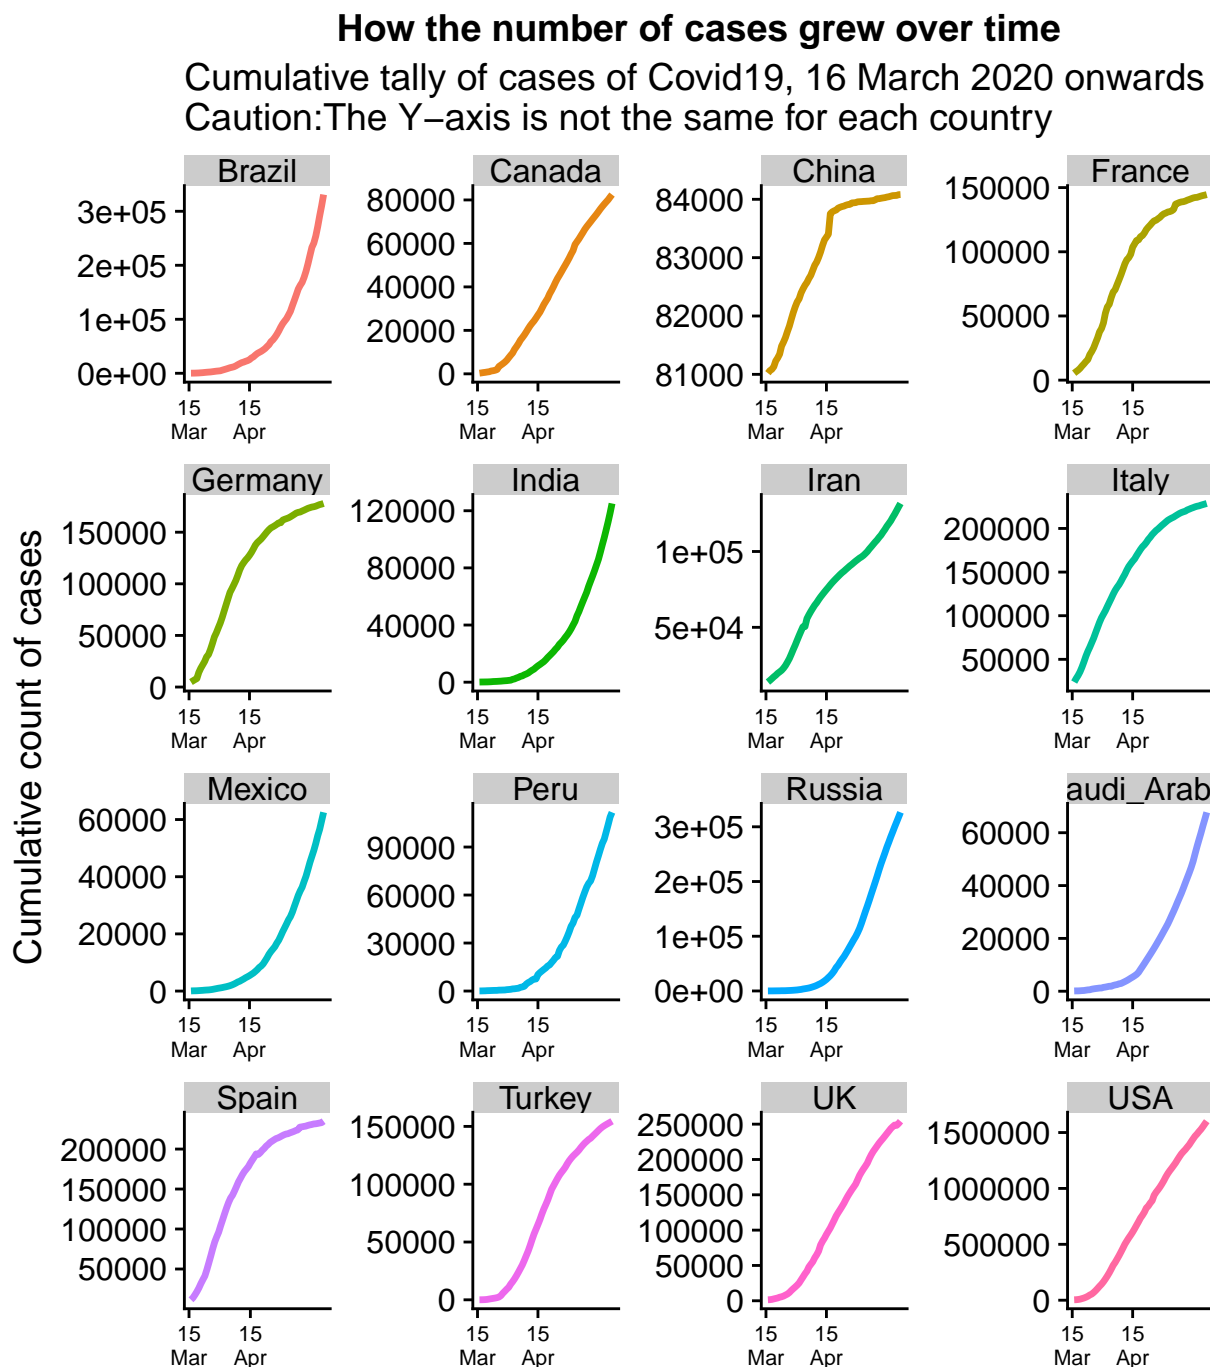 How the number of cases grew over time
Cumulative tally of cases of Covid19, 16 March 2020 onwards
Caution:The Y−axis is not the same for each country
Cumulative count of cases
Brazil
3e+05
2e+05
1e+05
0e+00
15 Mar
15 Apr
Canada
80000
60000
40000
20000
0
15 Mar
15 Apr
China
84000
83000
82000
81000
15 Mar
15 Apr
France
150000
100000
50000
0
15 Mar
15 Apr
Germany
150000
100000
50000
0
15 Mar
15 Apr
India
120000
80000
40000
0
15 Mar
15 Apr
Iran
1e+05
5e+04
15 Mar
15 Apr
Italy
200000
150000
100000
50000
15 Mar
15 Apr
Mexico
60000
40000
20000
0
15 Mar
15 Apr
Peru
90000
60000
30000
0
15 Mar
15 Apr
Russia
3e+05
2e+05
1e+05
0e+00
15 Mar
15 Apr
audi_Arab
60000
40000
20000
0
15 Mar
15 Apr
Spain
200000
150000
100000
50000
15 Mar
15 Apr
Turkey
150000
100000
50000
0
15 Mar
15 Apr
UK
250000
200000
150000
100000
50000
0
15 Mar
15 Apr
USA
1500000
1000000
500000
0
15 Mar
15 Apr